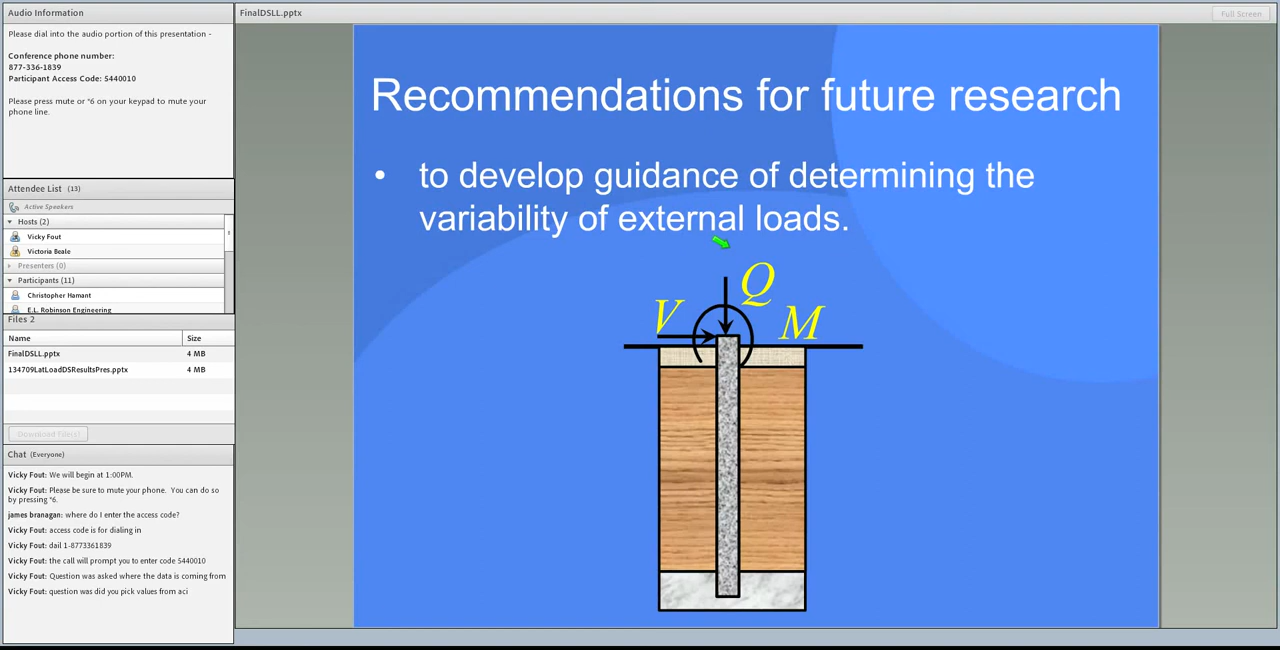 Audio Information
Please dial into the audio portion of this presentation -
Conference phone number:
877-336-1839
Participant Access Code: 5440010
Please press mute or *6 on your keypad to mute your
phone line.
Attendee List (13)
Active Speakers
Hosts (2)
Vicky Fout
Victoria Beale
Presenters (0)
Participants (11)
Christopher Hamant
E.L. Robinson Engineering
Files 2
Name Size
FinalDSLL.pptx 4 MB
134709LatLoadDSResultsPres.pptx 4 MB
Download File(s)
Chat (Everyone)
Vicky Fout: We will begin at 1:00PM.
Vicky Fout: Please be sure to mute your phone. You can do so
by pressing *6.
james branagan: where do I enter the access code?
Vicky Fout: access code is for dialing in
Vicky Fout: dail 1-8773361839
Vicky Fout: the call will prompt you to enter code 5440010
Vicky Fout: Question was asked where the data is coming from
Vicky Fout: question was did you pick values from aci
FinalDSLL.pptx
Full Screen
Recommendations for future research
• to develop guidance of determining the
variability of external loads.
Q
V
M